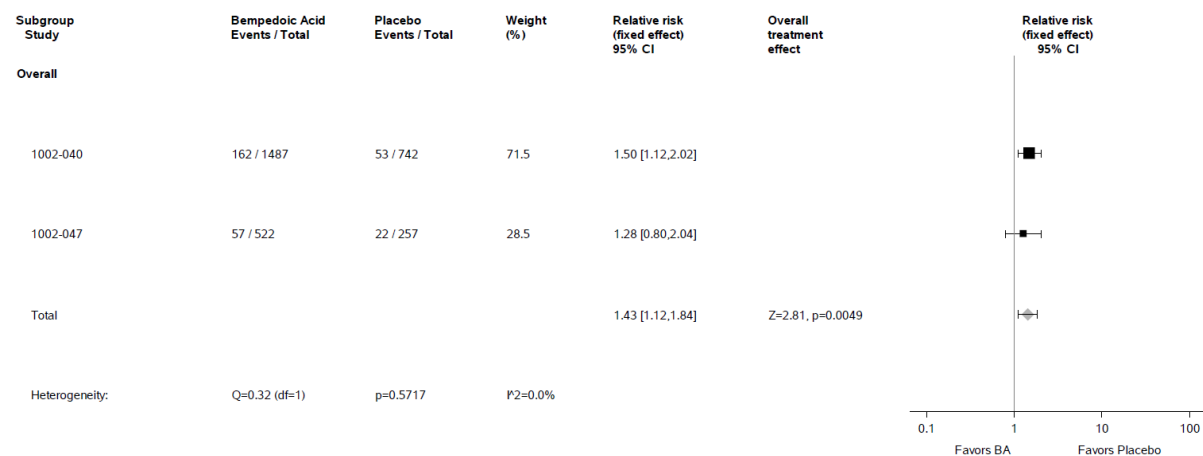 Subgroup Bempedoic Acid Placebo Weight Relative risk Overall Relative risk
Study Events / Total Events / Total (%) (fixed effect) treatment (fixed effect)
95% CI effect 95% CI
Overall
1002-040 162 / 1487 53 / 742 71.5 1.50 [1.12,2.02]
1002-047 57 / 522 22 / 257 28.5 1.28 [0.80,2.04]
Total 1.43 [1.12,1.84] Z=2.81, p=0.0049
Heterogeneity: Q=0.32 (df=1) p=0.5717 I^2=0.0%
0.1 1 10 100
Favors BA Favors Placebo